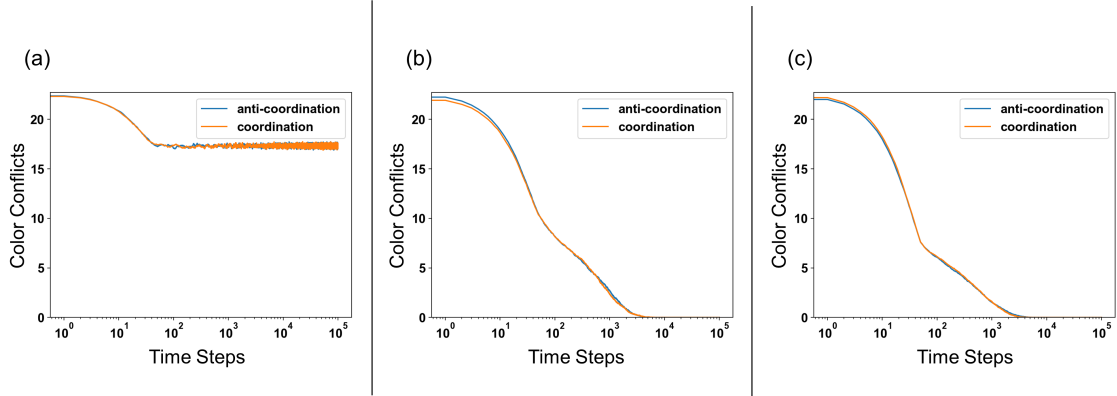 (a)
anti-coordination
coordination
Color Conflicts
20
15
10
5
0
10^0 10^1 10^2 10^3 10^4 10^5
Time Steps
(b)
anti-coordination
coordination
Color Conflicts
20
15
10
5
0
10^0 10^1 10^2 10^3 10^4 10^5
Time Steps
(c)
anti-coordination
coordination
Color Conflicts
20
15
10
5
0
10^0 10^1 10^2 10^3 10^4 10^5
Time Steps